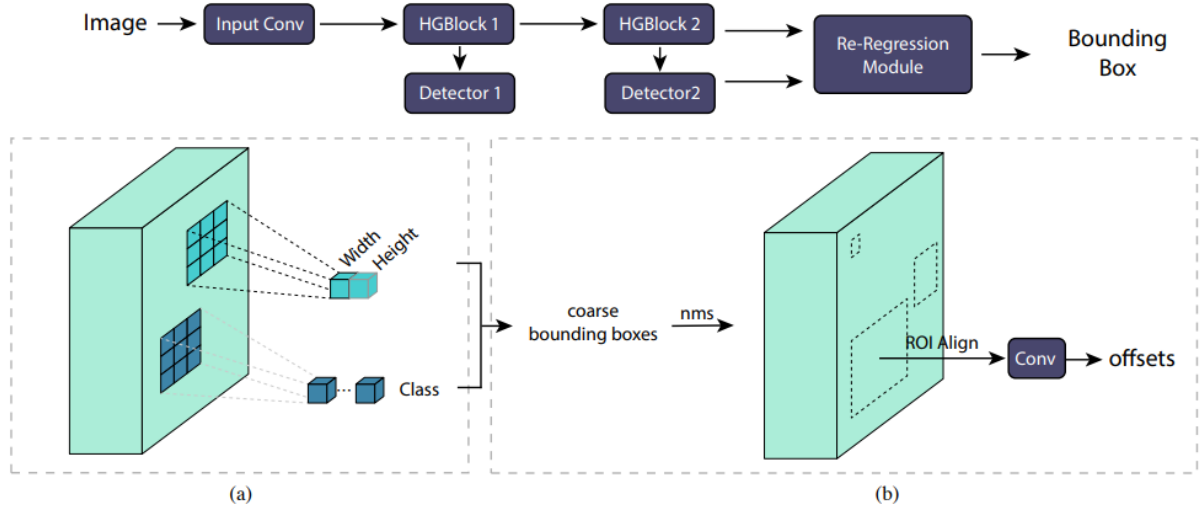 Image
Input Conv
HGBlock 1
HGBlock 2
Re-Regression
Module
Bounding
Box
Detector 1
Detector2
Width
Height
Class
coarse
bounding boxes
nms
ROI Align
Conv
offsets
(a)
(b)